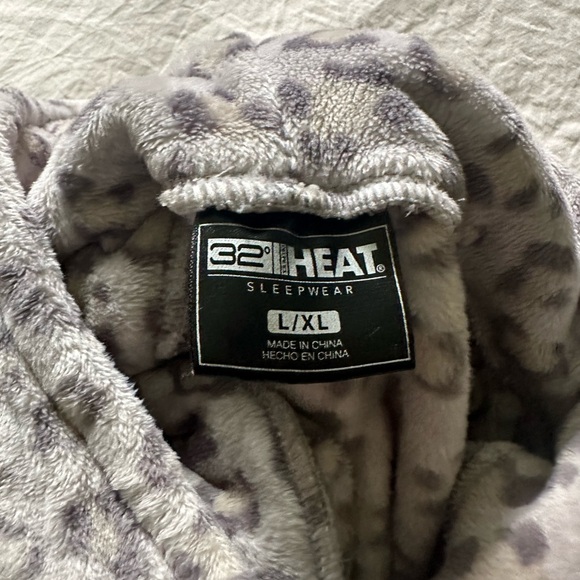 32° HEAT®
SLEEPWEAR
L/XL
MADE IN CHINA
HECHO EN CHINA